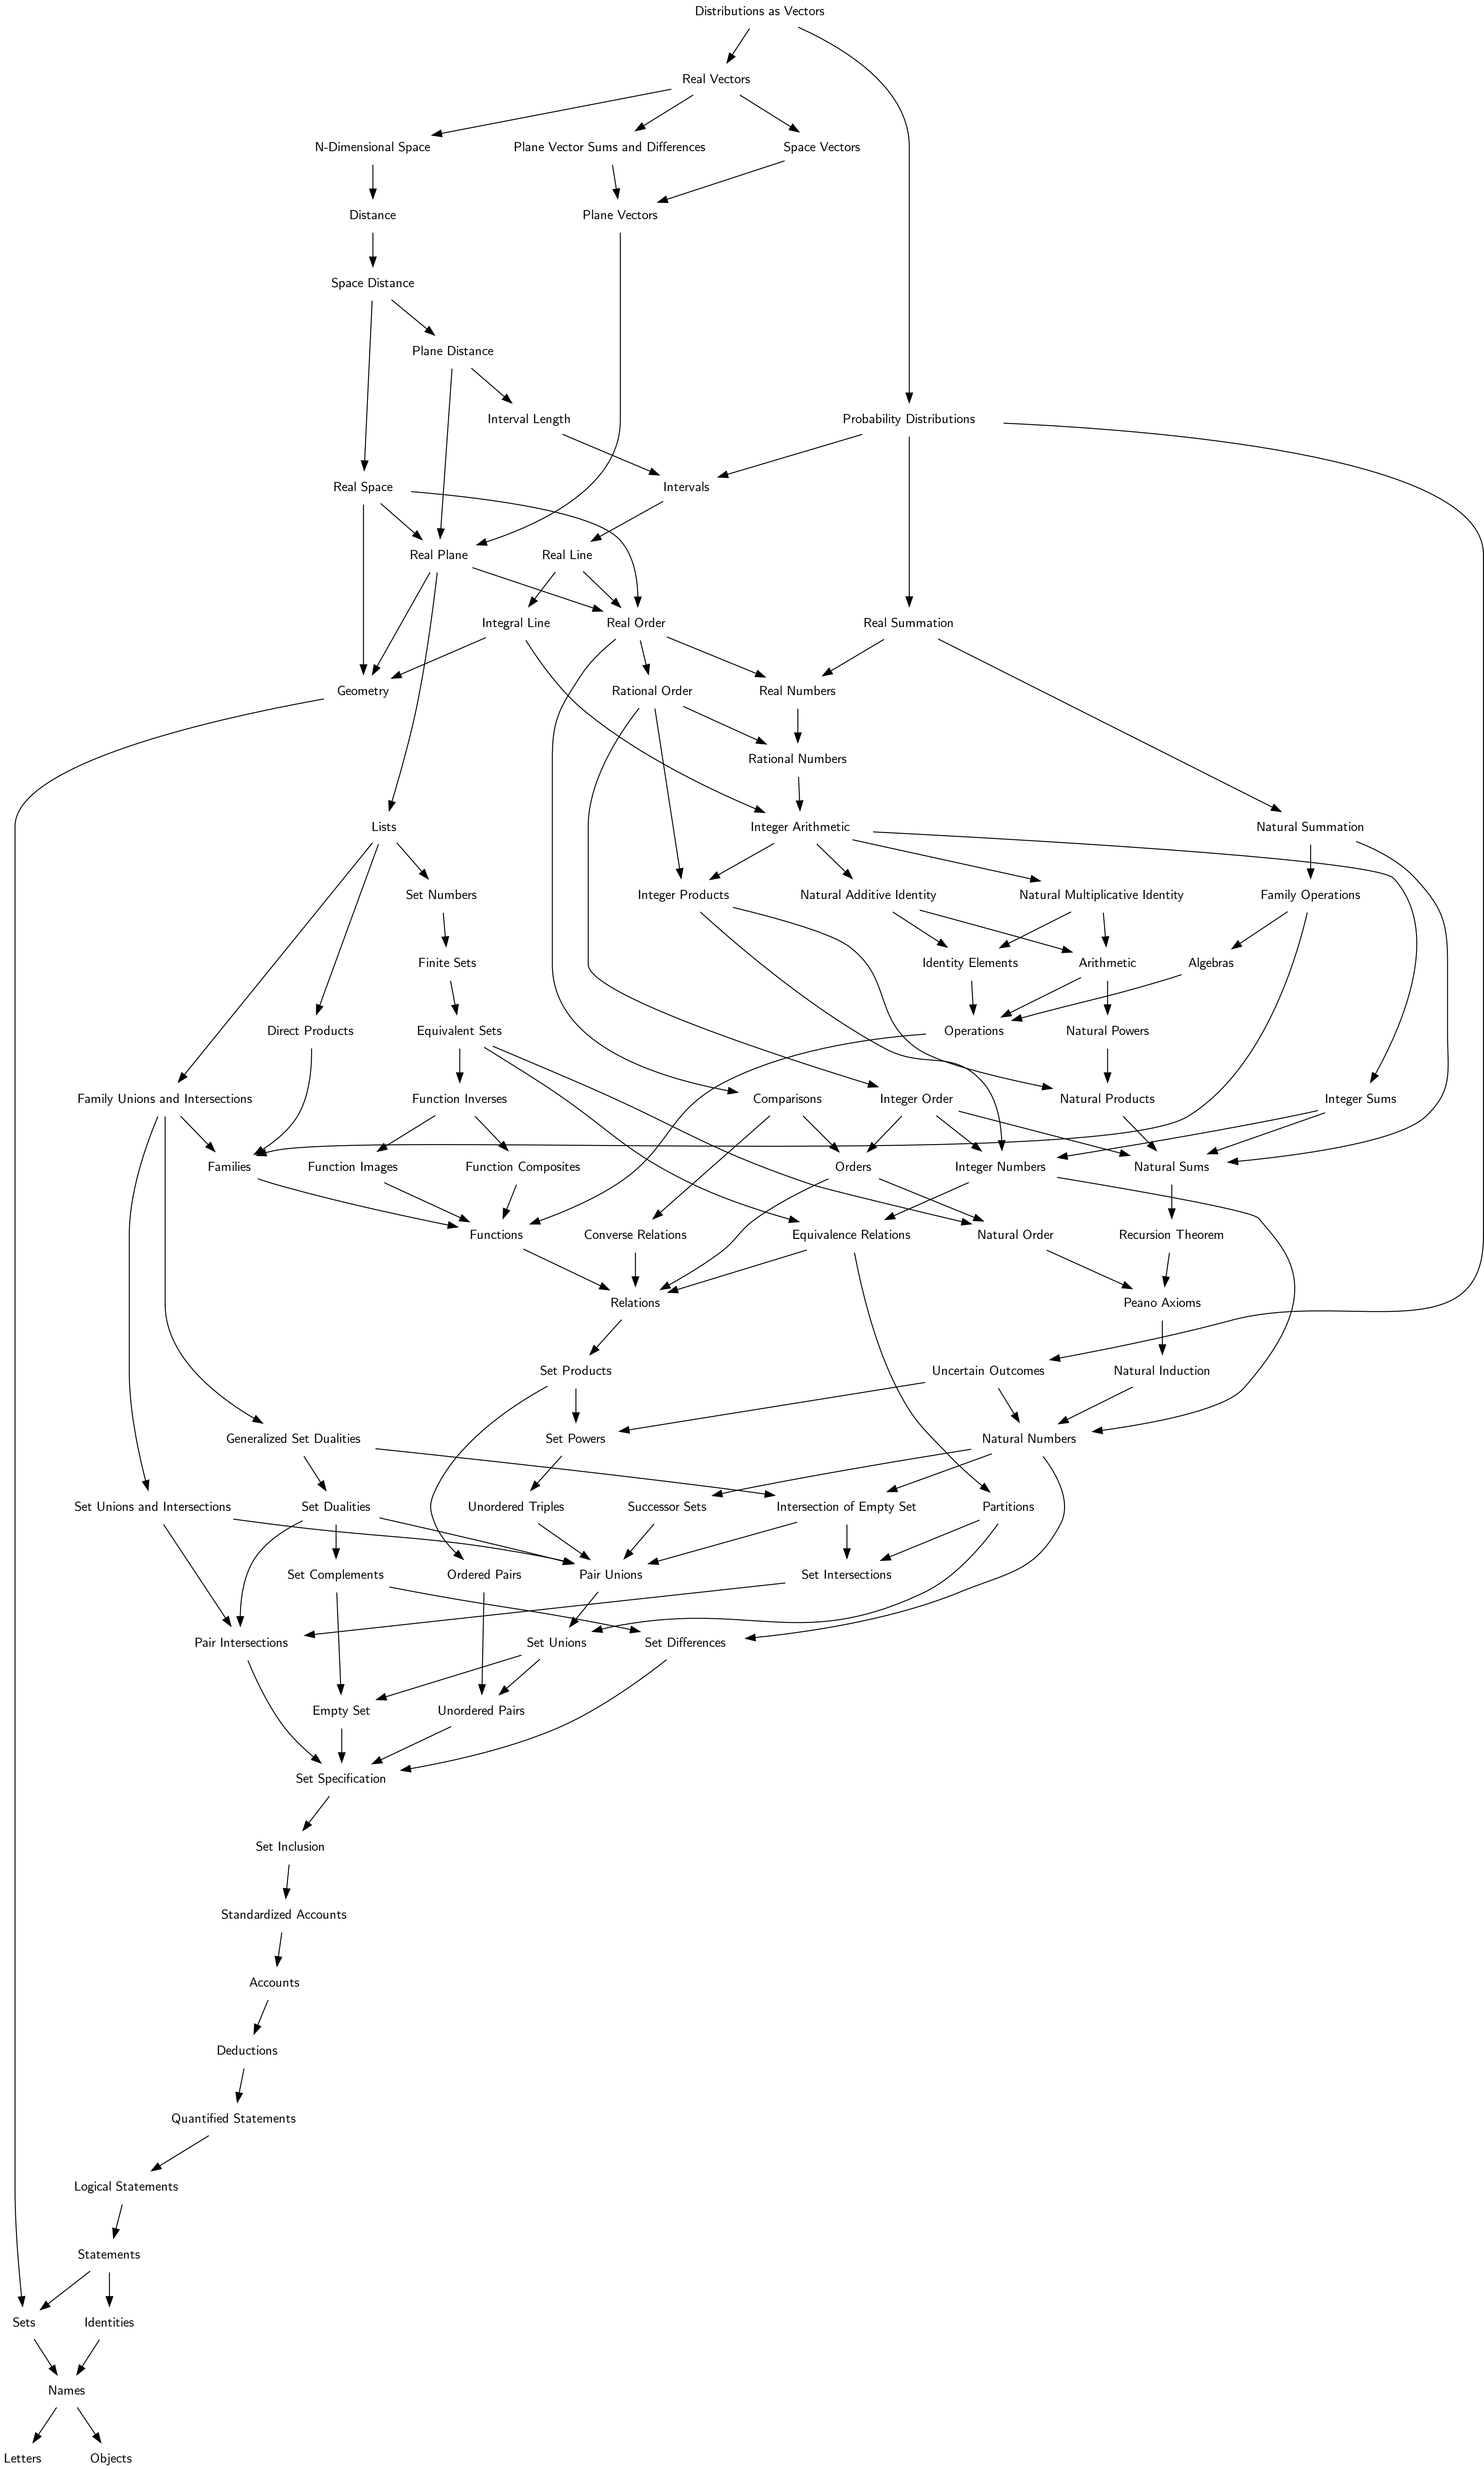 Distributions as Vectors
Real Vectors
N-Dimensional Space
Plane Vector Sums and Differences
Space Vectors
Distance
Plane Vectors
Space Distance
Plane Distance
Interval Length
Probability Distributions
Real Space
Intervals
Real Plane
Real Line
Integral Line
Real Order
Real Summation
Geometry
Rational Order
Real Numbers
Rational Numbers
Lists
Integer Arithmetic
Natural Summation
Set Numbers
Integer Products
Natural Additive Identity
Natural Multiplicative Identity
Family Operations
Finite Sets
Identity Elements
Arithmetic
Algebras
Direct Products
Equivalent Sets
Operations
Natural Powers
Family Unions and Intersections
Function Inverses
Comparisons
Integer Order
Natural Products
Integer Sums
Families
Function Images
Function Composites
Orders
Integer Numbers
Natural Sums
Functions
Converse Relations
Equivalence Relations
Natural Order
Recursion Theorem
Relations
Peano Axioms
Set Products
Uncertain Outcomes
Natural Induction
Generalized Set Dualities
Set Powers
Natural Numbers
Set Unions and Intersections
Set Dualities
Unordered Triples
Successor Sets
Intersection of Empty Set
Partitions
Set Complements
Ordered Pairs
Pair Unions
Set Intersections
Pair Intersections
Set Unions
Set Differences
Empty Set
Unordered Pairs
Set Specification
Set Inclusion
Standardized Accounts
Accounts
Deductions
Quantified Statements
Logical Statements
Statements
Sets
Identities
Names
Letters
Objects